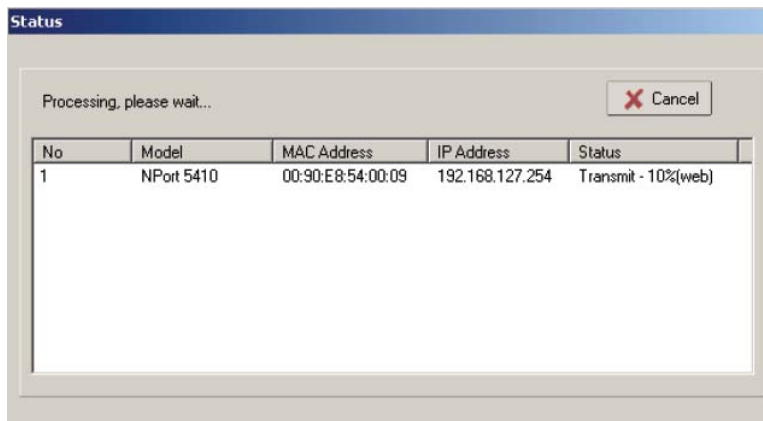 Status
Processing, please wait...
Cancel
No Model MAC Address IP Address Status
1 NPort 5410 00:90:E8:54:00:09 192.168.127.254 Transmit - 10%(web)